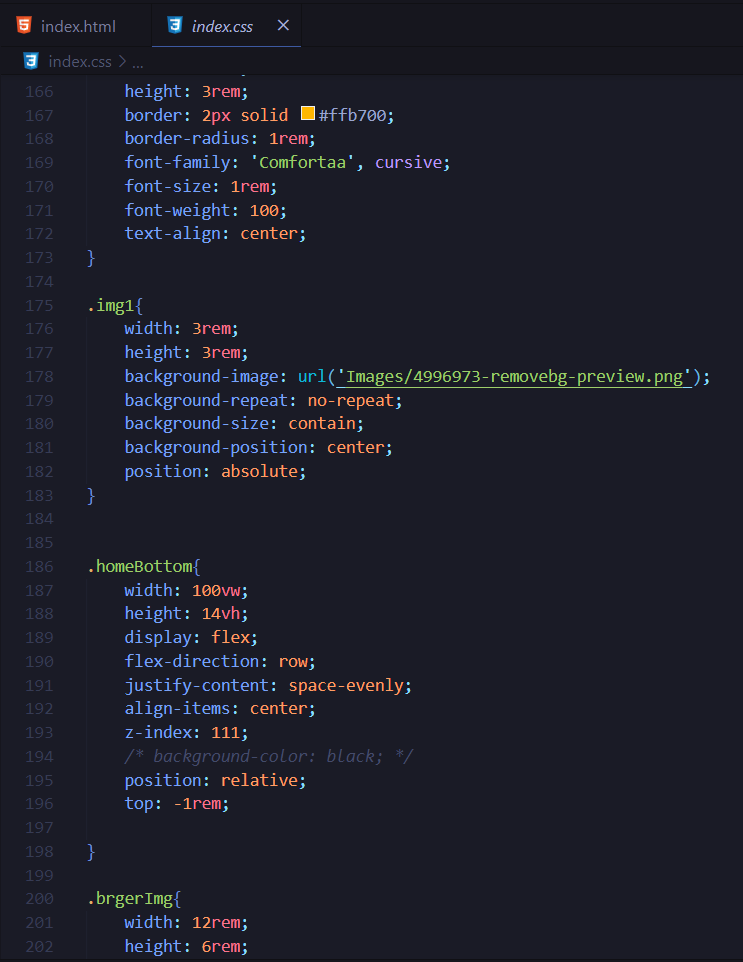 index.html
index.css
index.css > ...
166 height: 3rem;
167 border: 2px solid #ffb700;
168 border-radius: 1rem;
169 font-family: 'Comfortaa', cursive;
170 font-size: 1rem;
171 font-weight: 100;
172 text-align: center;
173 }
174
175 .img1{
176 width: 3rem;
177 height: 3rem;
178 background-image: url('Images/4996973-removebg-preview.png');
179 background-repeat: no-repeat;
180 background-size: contain;
181 background-position: center;
182 position: absolute;
183 }
184
185
186 .homeBottom{
187 width: 100vw;
188 height: 14vh;
189 display: flex;
190 flex-direction: row;
191 justify-content: space-evenly;
192 align-items: center;
193 z-index: 111;
194 /* background-color: black; */
195 position: relative;
196 top: -1rem;
197
198 }
199
200 .brgerImg{
201 width: 12rem;
202 height: 6rem;